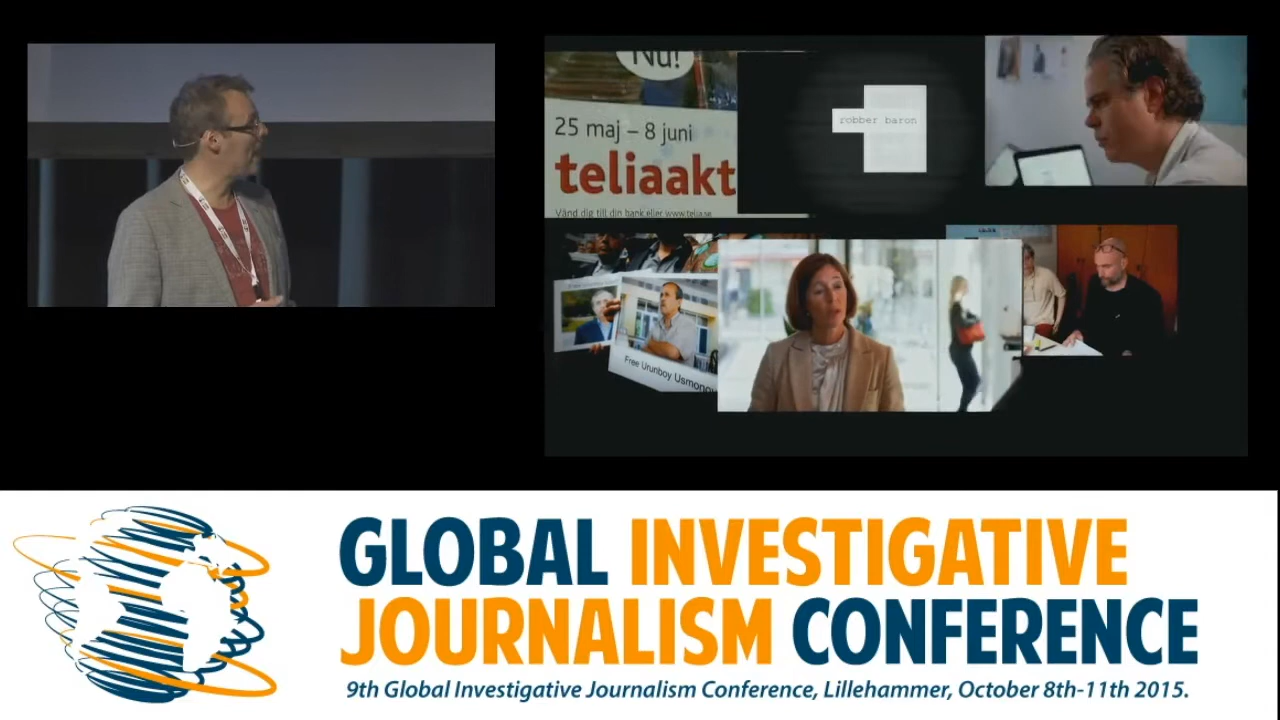 Nu!
25 maj – 8 juni
teliaakt
Vänd dig till din bank eller www.telia.se
robber baron
Free Urunboy Usmonov
GLOBAL INVESTIGATIVE
JOURNALISM CONFERENCE
9th Global Investigative Journalism Conference, Lillehammer, October 8th-11th 2015.